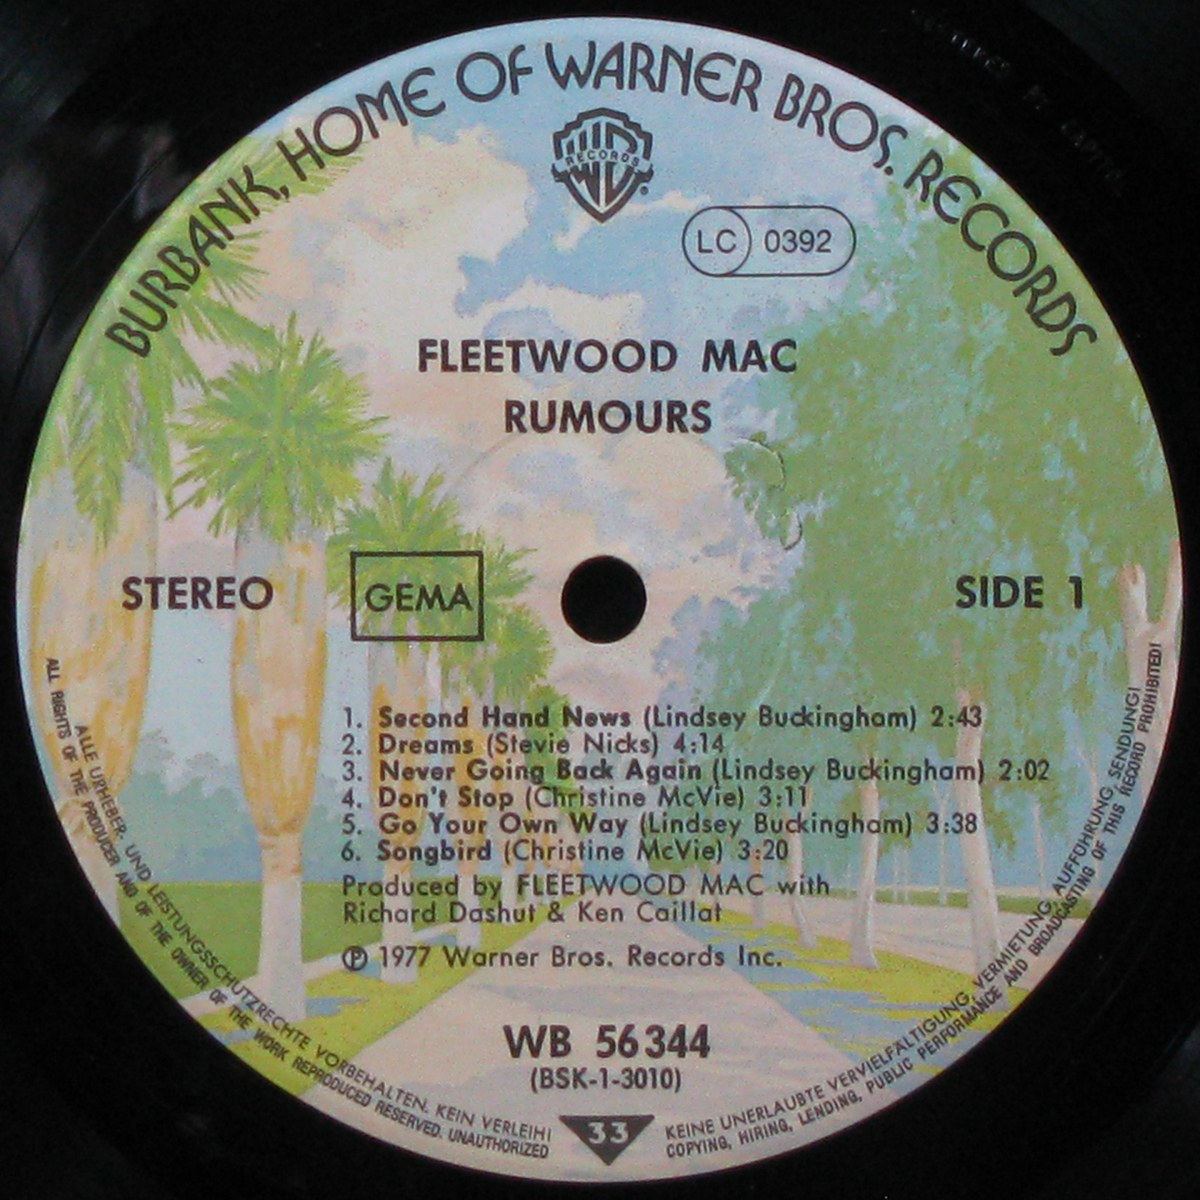 BURBANK, HOME OF WARNER BROS. RECORDS
RECORDS
LC 0392
FLEETWOOD MAC
RUMOURS
STEREO GEMA SIDE 1
1. Second Hand News (Lindsey Buckingham) 2:43
2. Dreams (Stevie Nicks) 4:14
3. Never Going Back Again (Lindsey Buckingham) 2:02
4. Don't Stop (Christine McVie) 3:11
5. Go Your Own Way (Lindsey Buckingham) 3:38
6. Songbird (Christine McVie) 3:20
Produced by FLEETWOOD MAC with
Richard Dashut & Ken Caillat
℗ 1977 Warner Bros. Records Inc.
WB 56 344
(BSK-1-3010)
33
ALLE URHEBER- UND LEISTUNGSSCHUTZRECHTE VORBEHALTEN. KEIN VERLEIH! KEINE UNERLAUBTE VERVIELFÄLTIGUNG, VERMIETUNG, AUFFÜHRUNG, SENDUNG!
ALL RIGHTS OF THE PRODUCER AND OF THE OWNER OF THE WORK REPRODUCED RESERVED. UNAUTHORIZED COPYING, HIRING, LENDING, PUBLIC PERFORMANCE AND BROADCASTING OF THIS RECORD PROHIBITED!